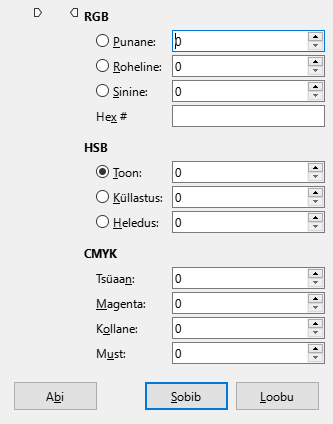 RGB
Punane: 0
Roheline: 0
Sinine: 0
Hex #
HSB
Toon: 0
Küllastus: 0
Heledus: 0
CMYK
Tsüaan: 0
Magenta: 0
Kollane: 0
Must: 0
Abi Sobib Loobu